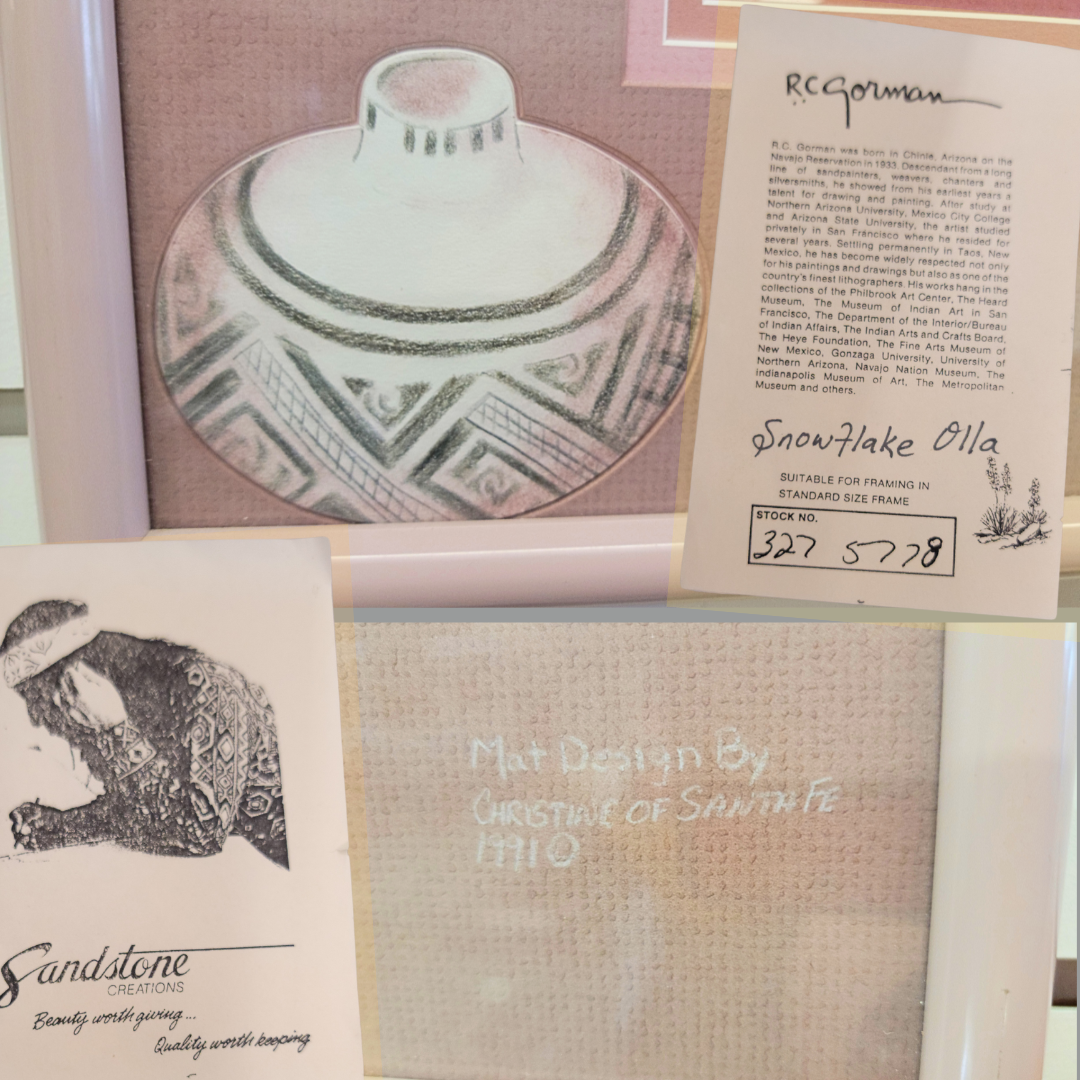 R.C. Gorman
R.C. Gorman was born in Chinle, Arizona on the
Navajo Reservation in 1933. Descendant from a long
line of sandpainters, weavers, chanters and
silversmiths, he showed from his earliest years a
talent for drawing and painting. After study at
Northern Arizona University, Mexico City College
and Arizona State University, the artist studied
privately in San Francisco where he resided for
several years. Settling permanently in Taos, New
Mexico, he has become widely respected not only
for his paintings and drawings but also as one of the
country's finest lithographers. His works hang in the
collections of the Philbrook Art Center, The Heard
Museum, The Museum of Indian Art in San
Francisco, The Department of the Interior/Bureau
of Indian Affairs, The Indian Arts and Crafts Board,
The Heye Foundation, The Fine Arts Museum of
New Mexico, Gonzaga University, University of
Northern Arizona, Navajo Nation Museum, The
Indianapolis Museum of Art, The Metropolitan
Museum and others.
Snowflake Olla
SUITABLE FOR FRAMING IN
STANDARD SIZE FRAME
STOCK NO.
327 5778
Sandstone
CREATIONS
Beauty worth giving...
Quality worth keeping
Mat Design By
CHRISTINE OF SANTA FE
1991 ©